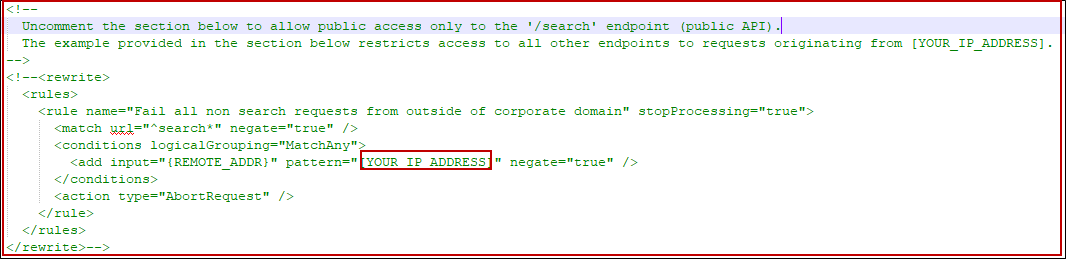 <!--
Uncomment the section below to allow public access only to the '/search' endpoint (public API).
The example provided in the section below restricts access to all other endpoints to requests originating from [YOUR_IP_ADDRESS].
-->
<!--<rewrite>
<rules>
<rule name="Fail all non search requests from outside of corporate domain" stopProcessing="true">
<match url="^search*" negate="true" />
<conditions logicalGrouping="MatchAny">
<add input="{REMOTE_ADDR}" pattern="[YOUR_IP_ADDRESS]" negate="true" />
</conditions>
<action type="AbortRequest" />
</rule>
</rules>
</rewrite>-->